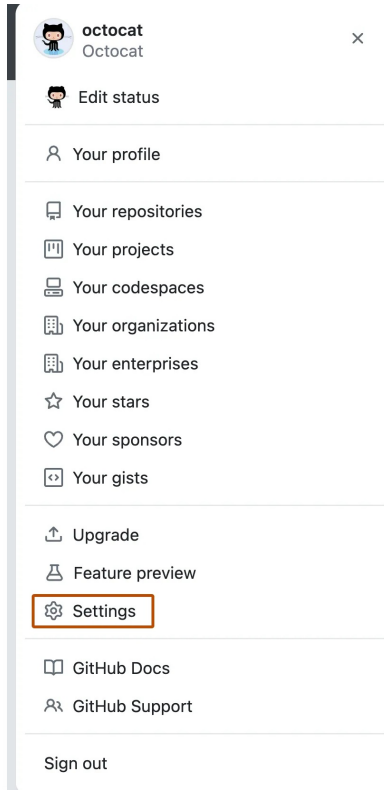 octocat
Octocat
Edit status
Your profile
Your repositories
Your projects
Your codespaces
Your organizations
Your enterprises
Your stars
Your sponsors
Your gists
Upgrade
Feature preview
Settings
GitHub Docs
GitHub Support
Sign out